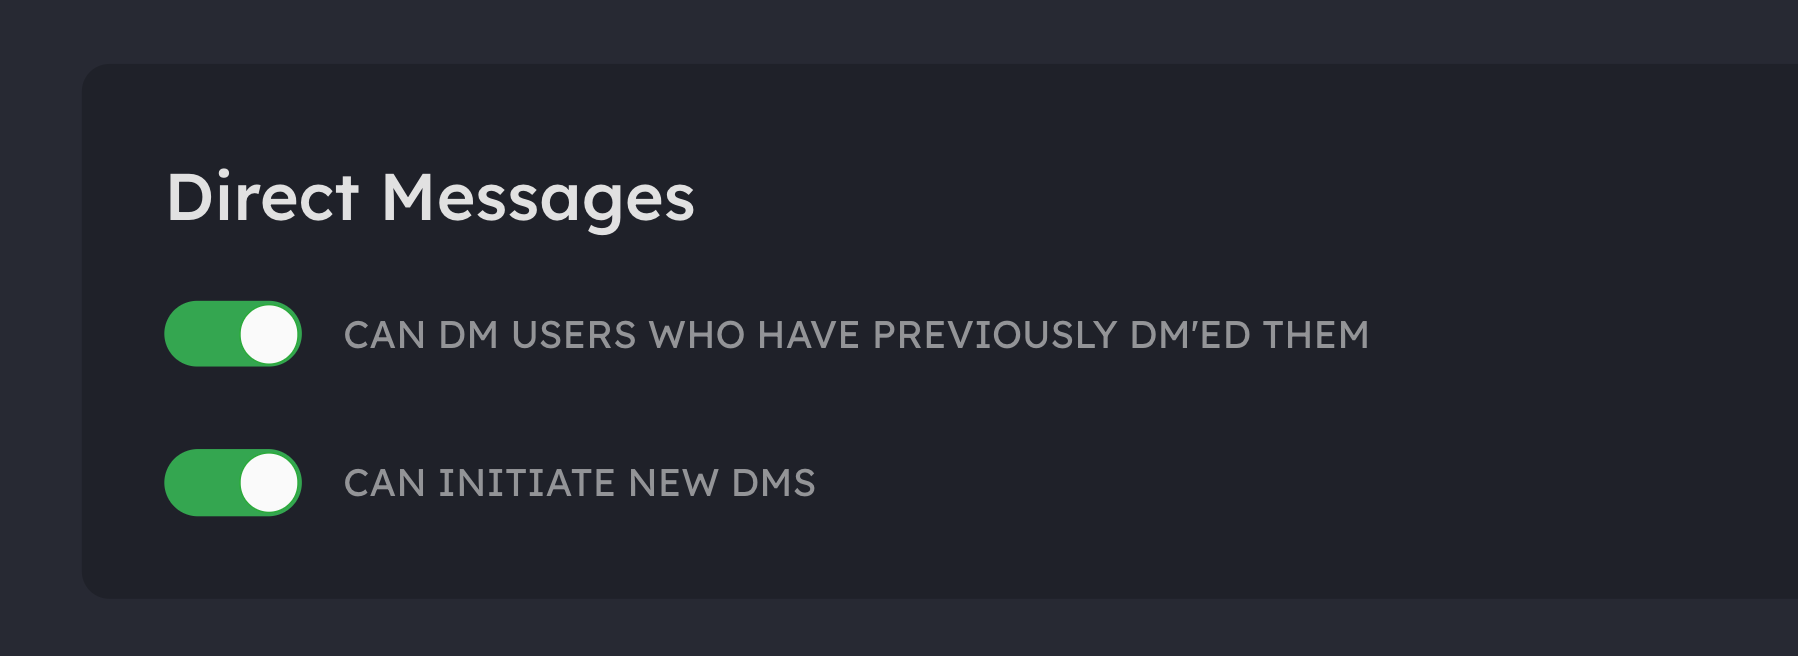 Direct Messages
CAN DM USERS WHO HAVE PREVIOUSLY DM'ED THEM
CAN INITIATE NEW DMS